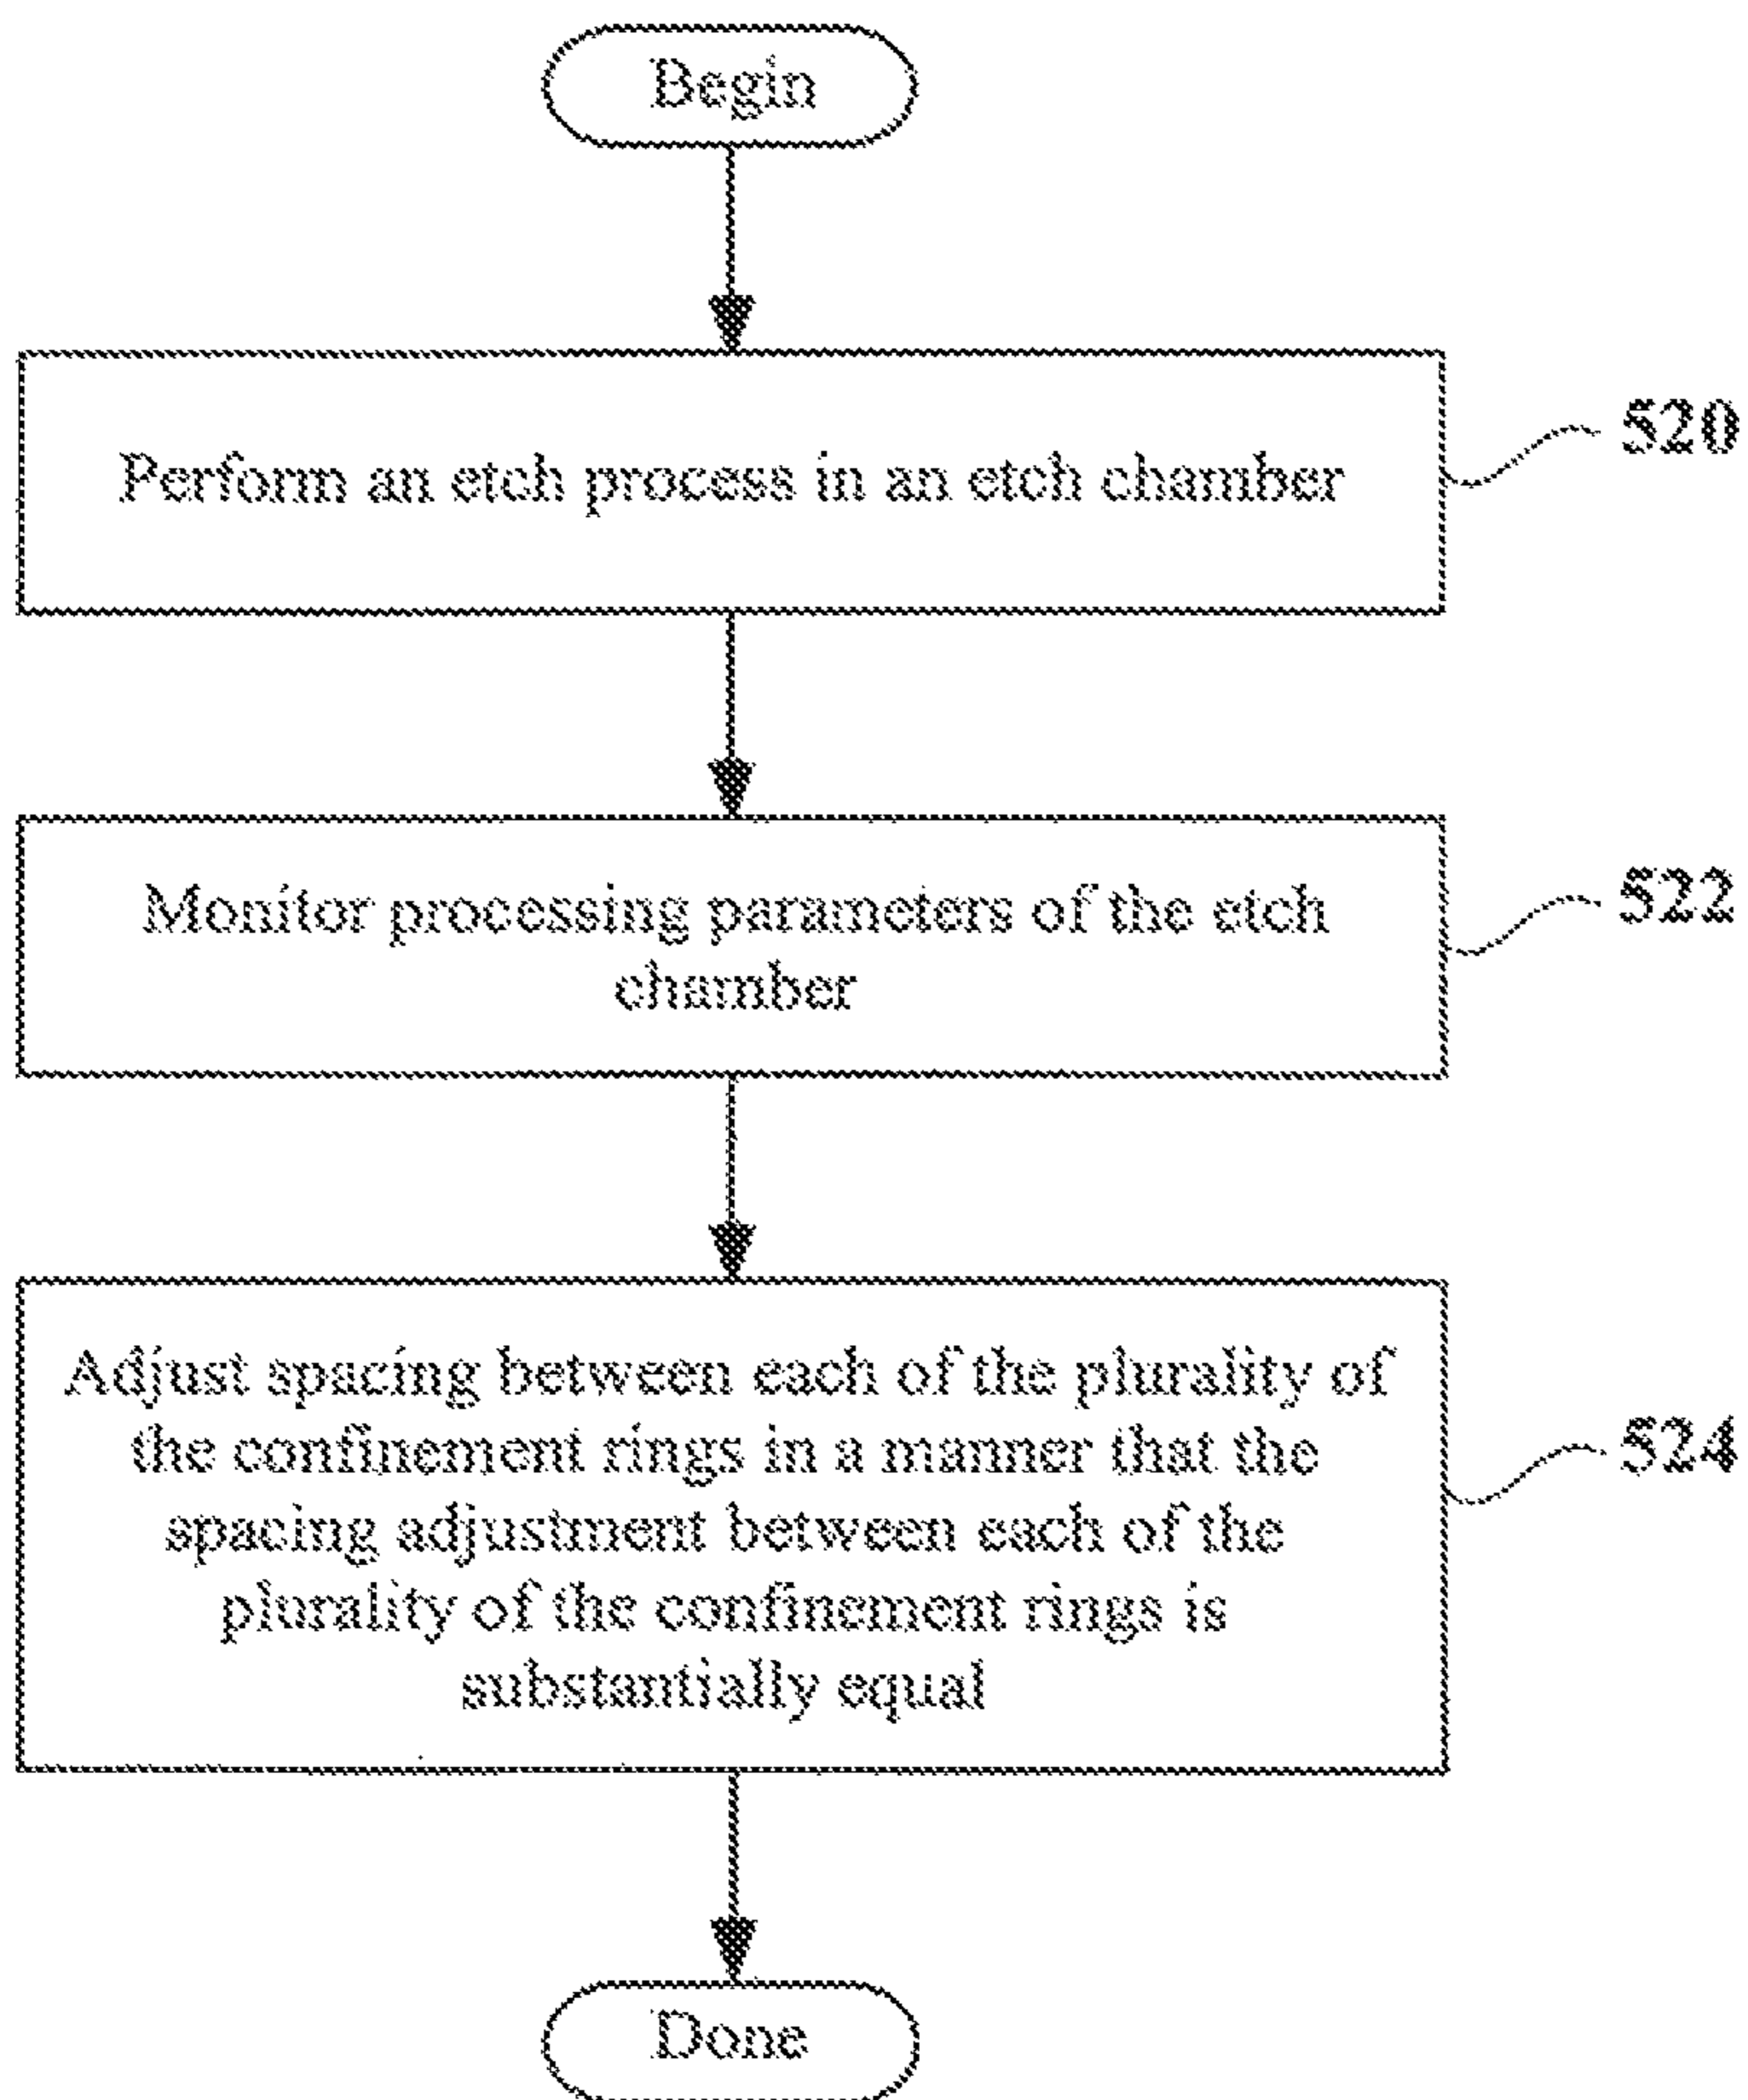 Begin
Perform an etch process in an etch chamber
520
Monitor processing parameters of the etch
chamber
522
Adjust spacing between each of the plurality of
the confinement rings in a manner that the
spacing adjustment between each of the
plurality of the confinement rings is
substantially equal
524
Done